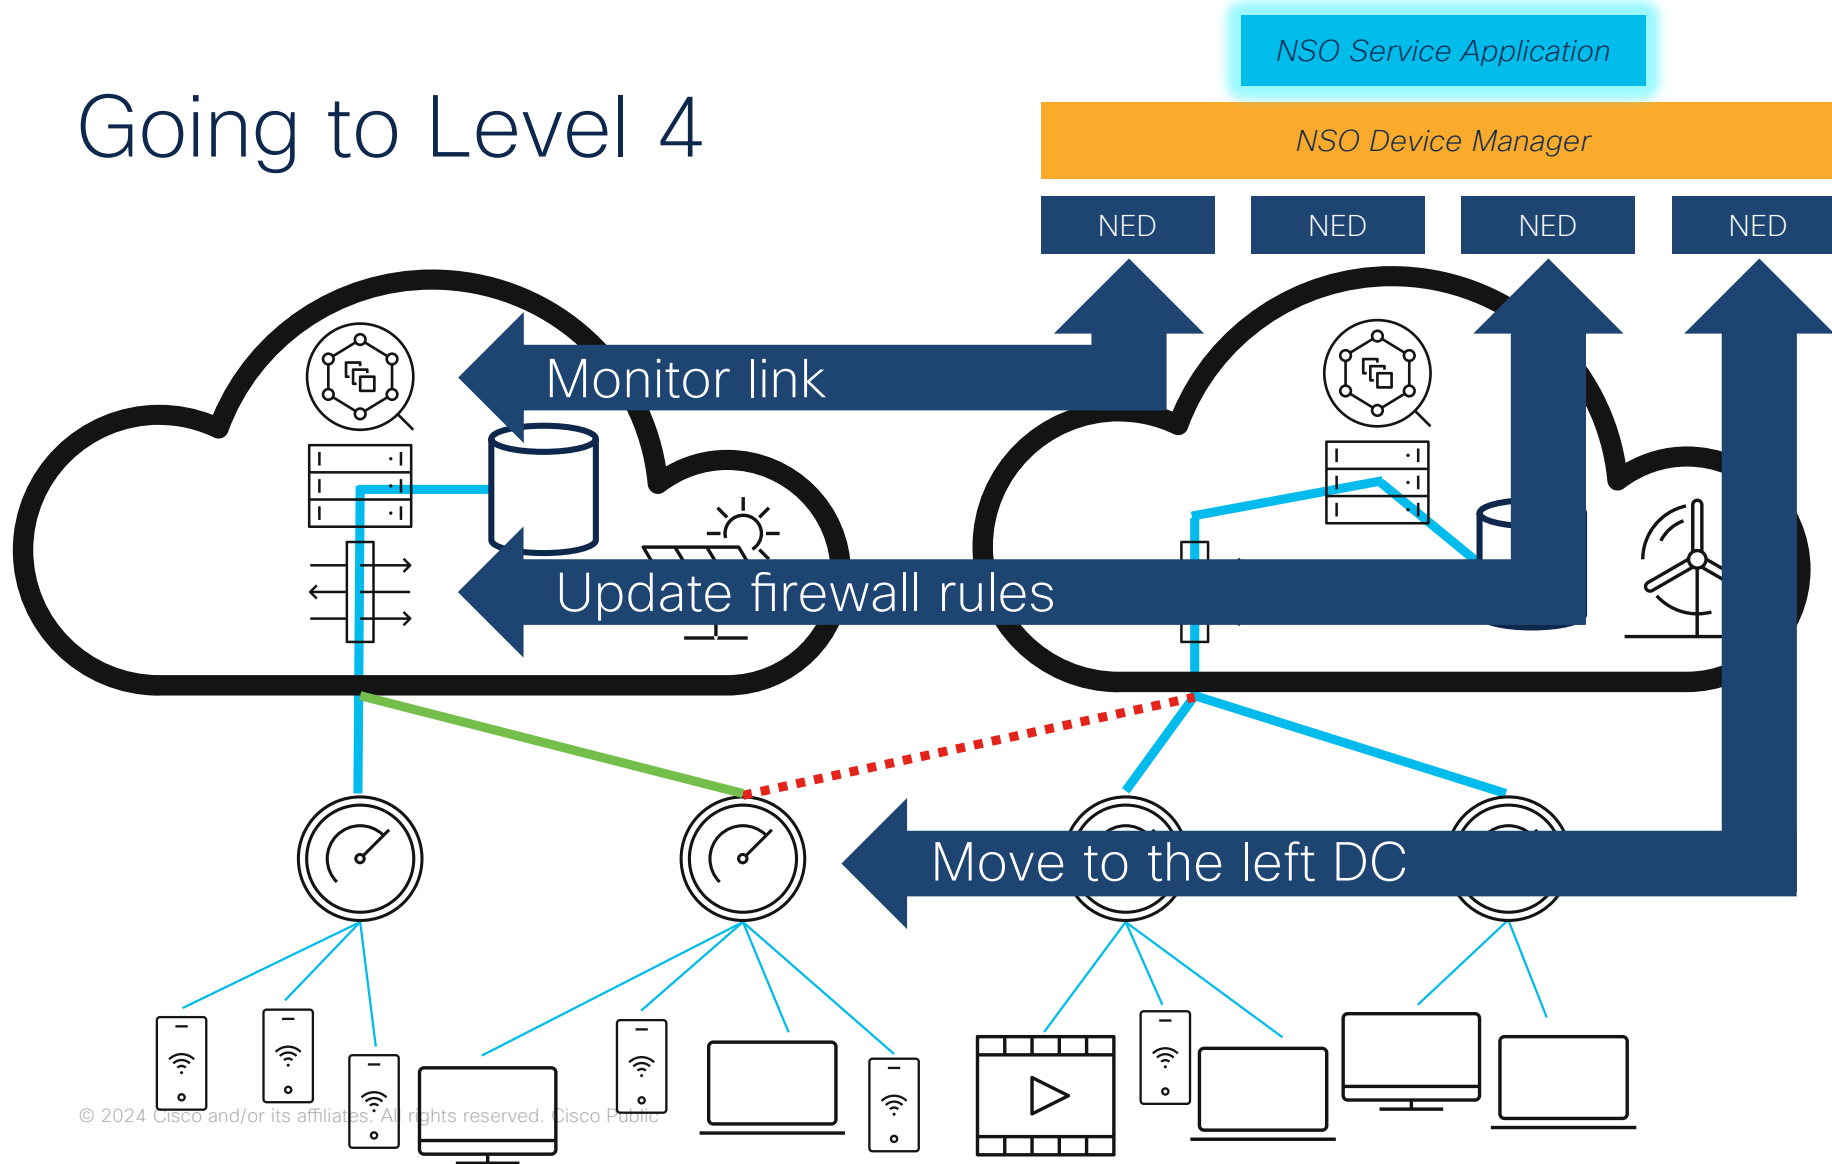 NSO Service Application
Going to Level 4
NSO Device Manager
NED
NED
NED
NED
Monitor link
Update firewall rules
Move to the left DC
© 2024 Cisco and/or its affiliates. All rights reserved. Cisco Public